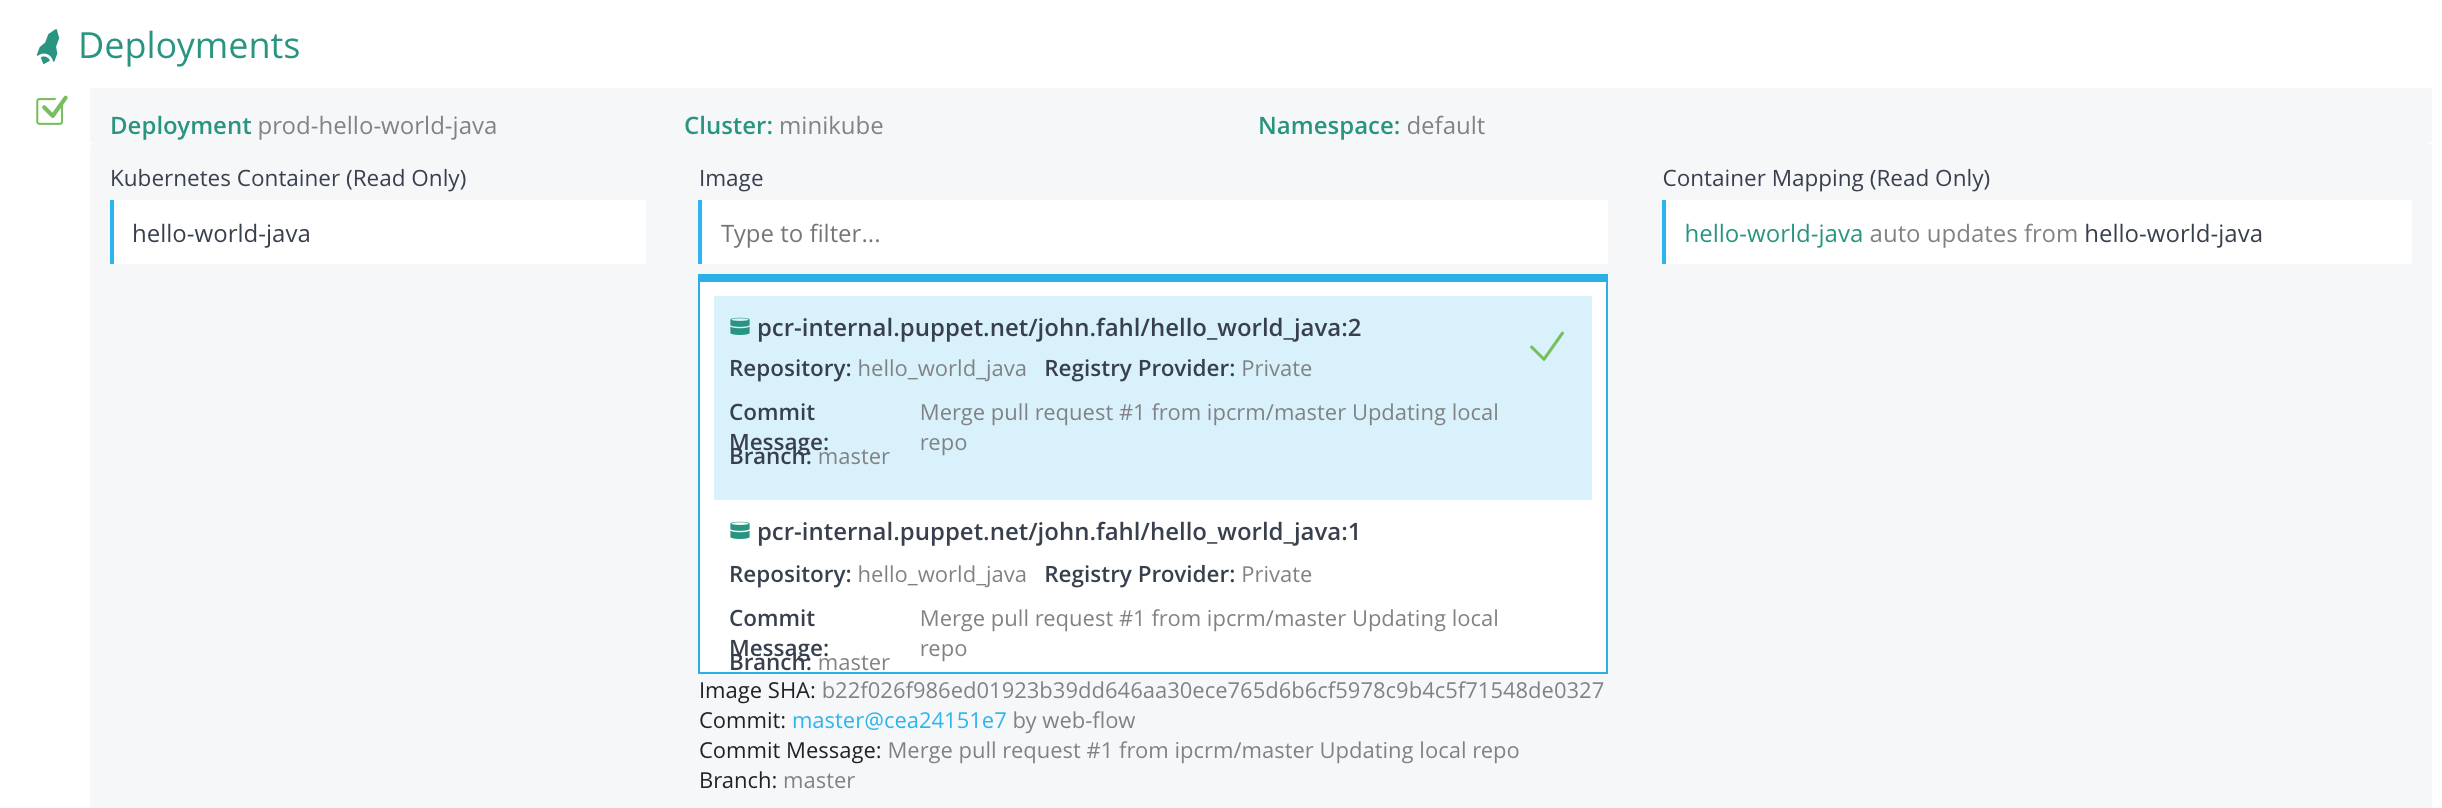 Deployments
Deployment prod-hello-world-java Cluster: minikube Namespace: default
Kubernetes Container (Read Only) Image Container Mapping (Read Only)
hello-world-java Type to filter... hello-world-java auto updates from hello-world-java
pcr-internal.puppet.net/john.fahl/hello_world_java:2
Repository: hello_world_java Registry Provider: Private
Commit Message: Merge pull request #1 from ipcrm/master Updating local
repo
Branch: master
pcr-internal.puppet.net/john.fahl/hello_world_java:1
Repository: hello_world_java Registry Provider: Private
Commit Message: Merge pull request #1 from ipcrm/master Updating local
repo
Branch: master
Image SHA: b22f026f986ed01923b39dd646aa30ece765d6b6cf5978c9b4c5f71548de0327
Commit: master@cea24151e7 by web-flow
Commit Message: Merge pull request #1 from ipcrm/master Updating local repo
Branch: master